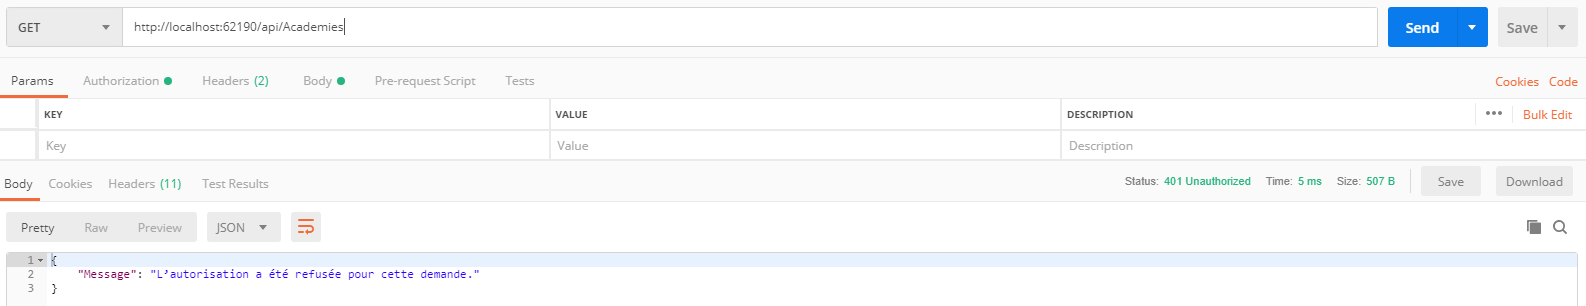 GET http://localhost:62190/api/Academies Send Save
Params Authorization Headers (2) Body Pre-request Script Tests Cookies Code
KEY VALUE DESCRIPTION ••• Bulk Edit
Key Value Description
Body Cookies Headers (11) Test Results Status: 401 Unauthorized Time: 5 ms Size: 507 B Save Download
Pretty Raw Preview JSON
1 {
2 "Message": "L’autorisation a été refusée pour cette demande."
3 }